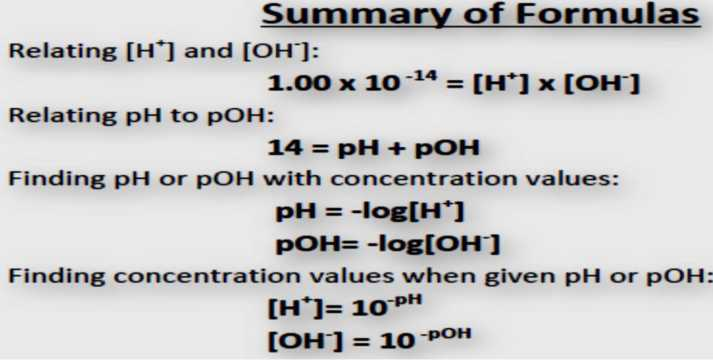 Summary of Formulas
Relating [H⁺] and [OH⁻]:
1.00 x 10 ⁻¹⁴ = [H⁺] x [OH⁻]
Relating pH to pOH:
14 = pH + pOH
Finding pH or pOH with concentration values:
pH = -log[H⁺]
pOH= -log[OH⁻]
Finding concentration values when given pH or pOH:
[H⁺]= 10^-pH
[OH⁻] = 10^-pOH